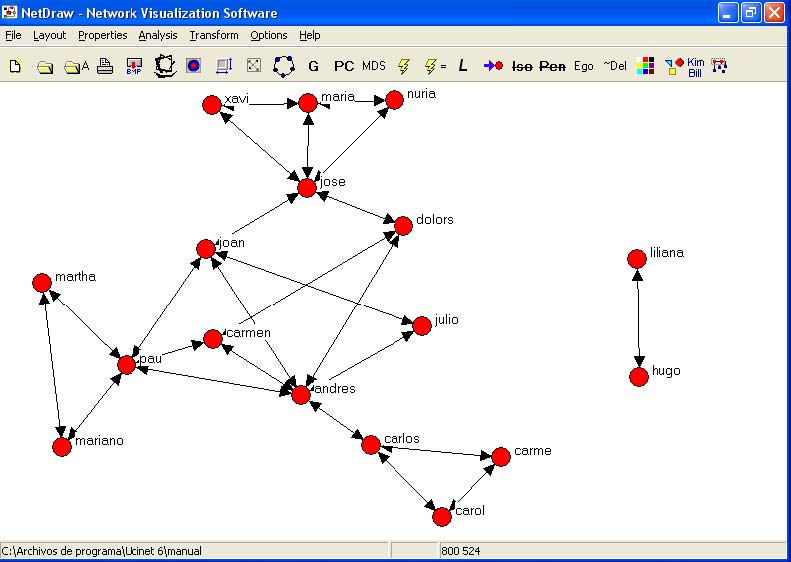 NetDraw - Network Visualization Software
File Layout Properties Analysis Transform Options Help
A BMP G PC MDS = L Iso Pen Ego ~Del Kim Bill
xavi
maria
nuria
jose
dolors
joan
liliana
martha
julio
carmen
pau
hugo
andres
mariano
carlos
carme
carol
C:\Archivos de programa\Ucinet 6\manual 800 524